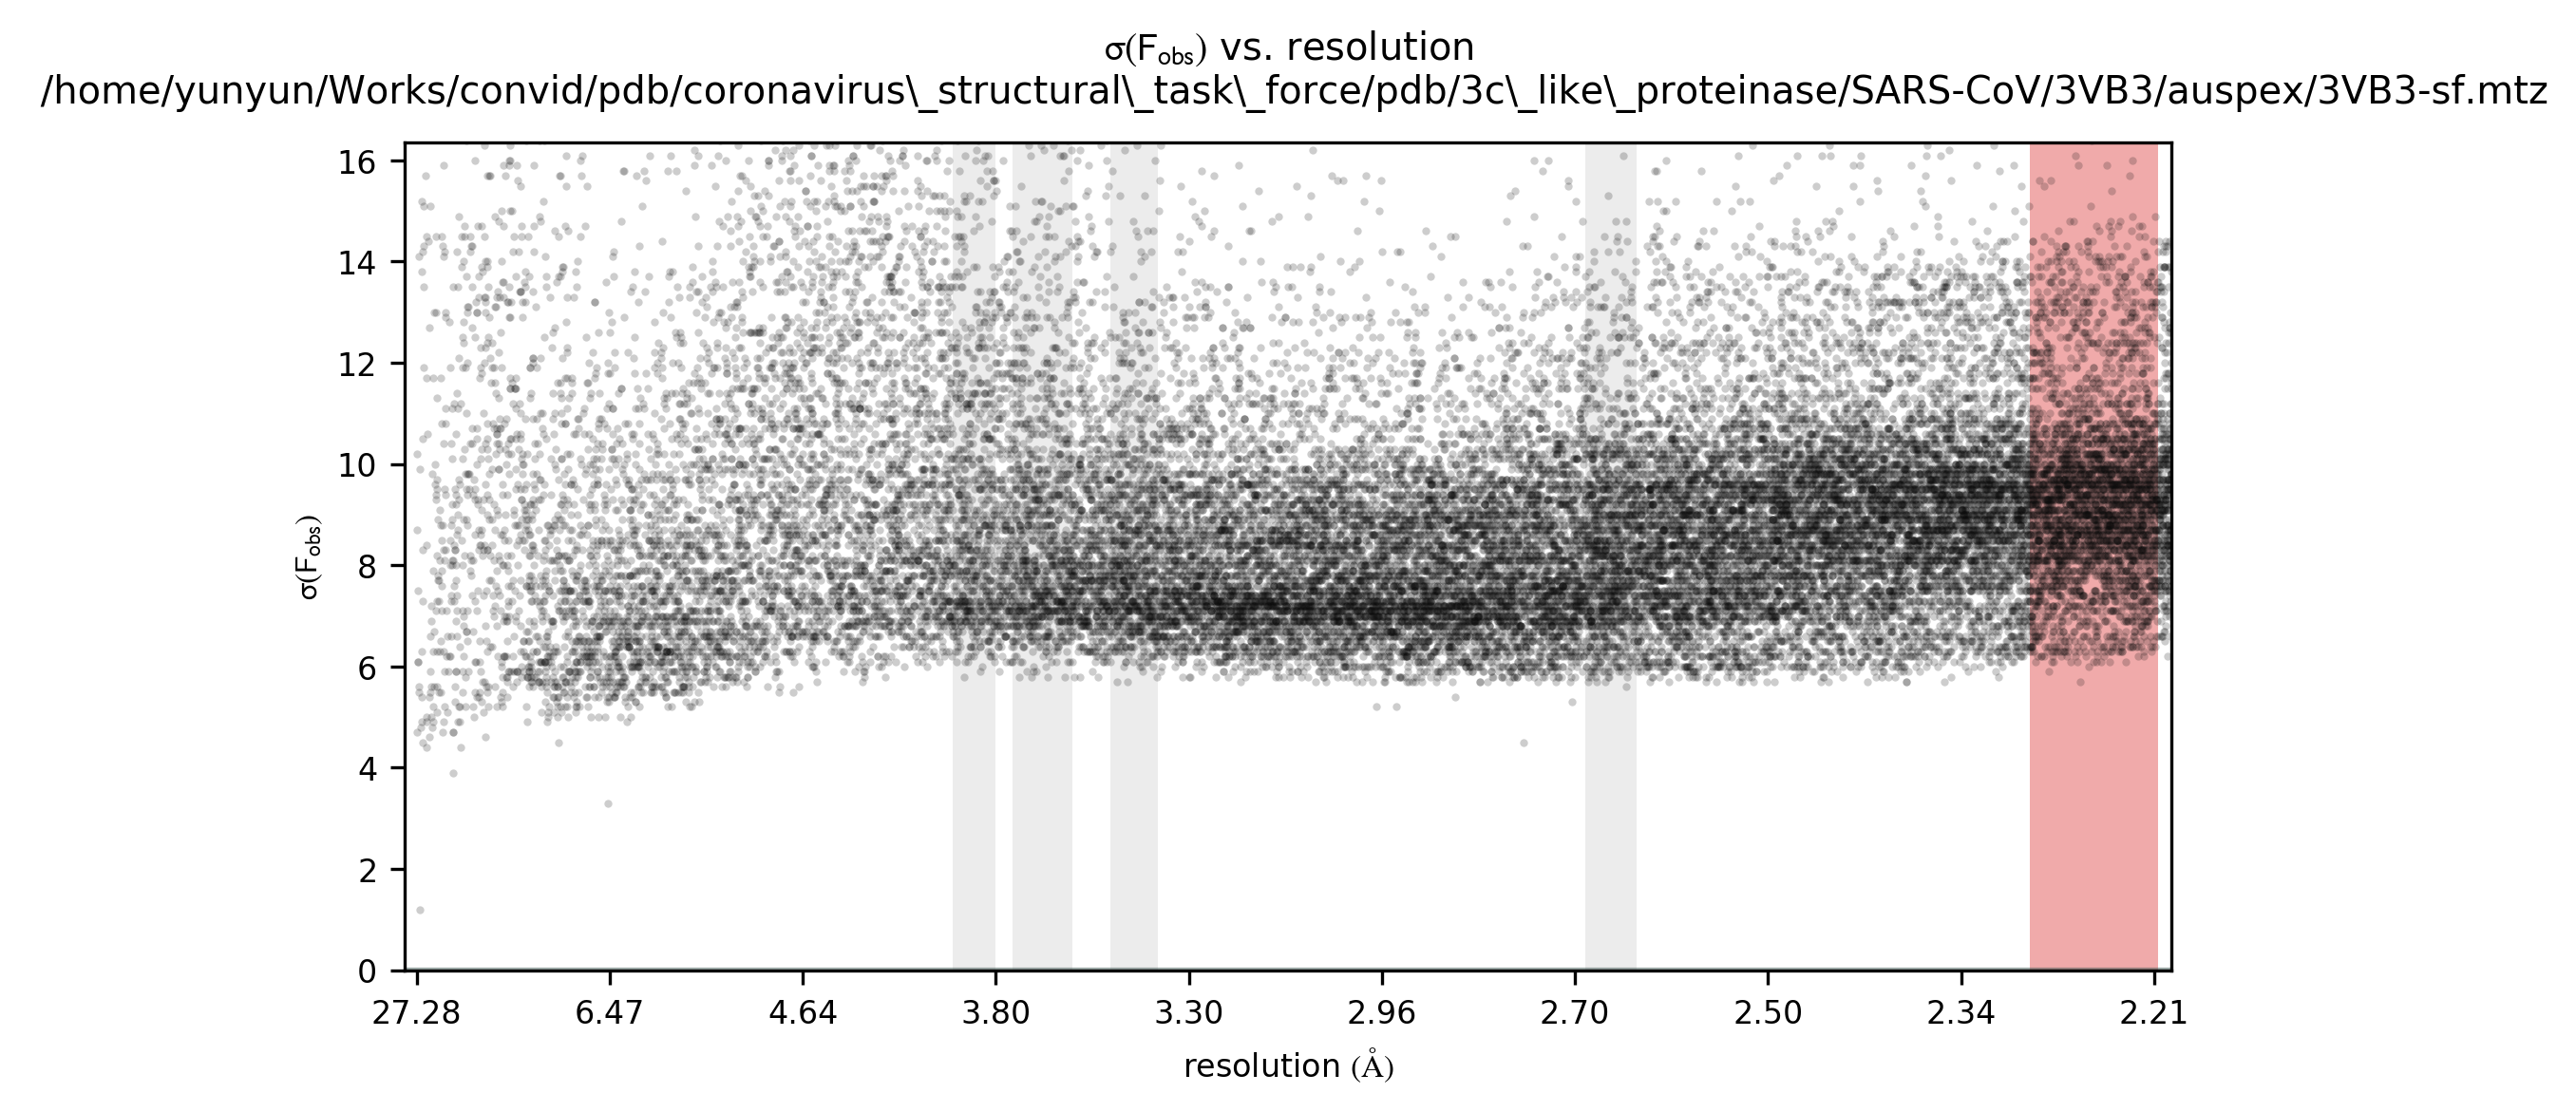 σ(F_obs) vs. resolution
/home/yunyun/Works/convid/pdb/coronavirus\_structural\_task\_force/pdb/3c\_like\_proteinase/SARS-CoV/3VB3/auspex/3VB3-sf.mtz
16
14
12
10
8
6
4
2
0
σ(F_obs)
27.28 6.47 4.64 3.80 3.30 2.96 2.70 2.50 2.34 2.21
resolution (Å)